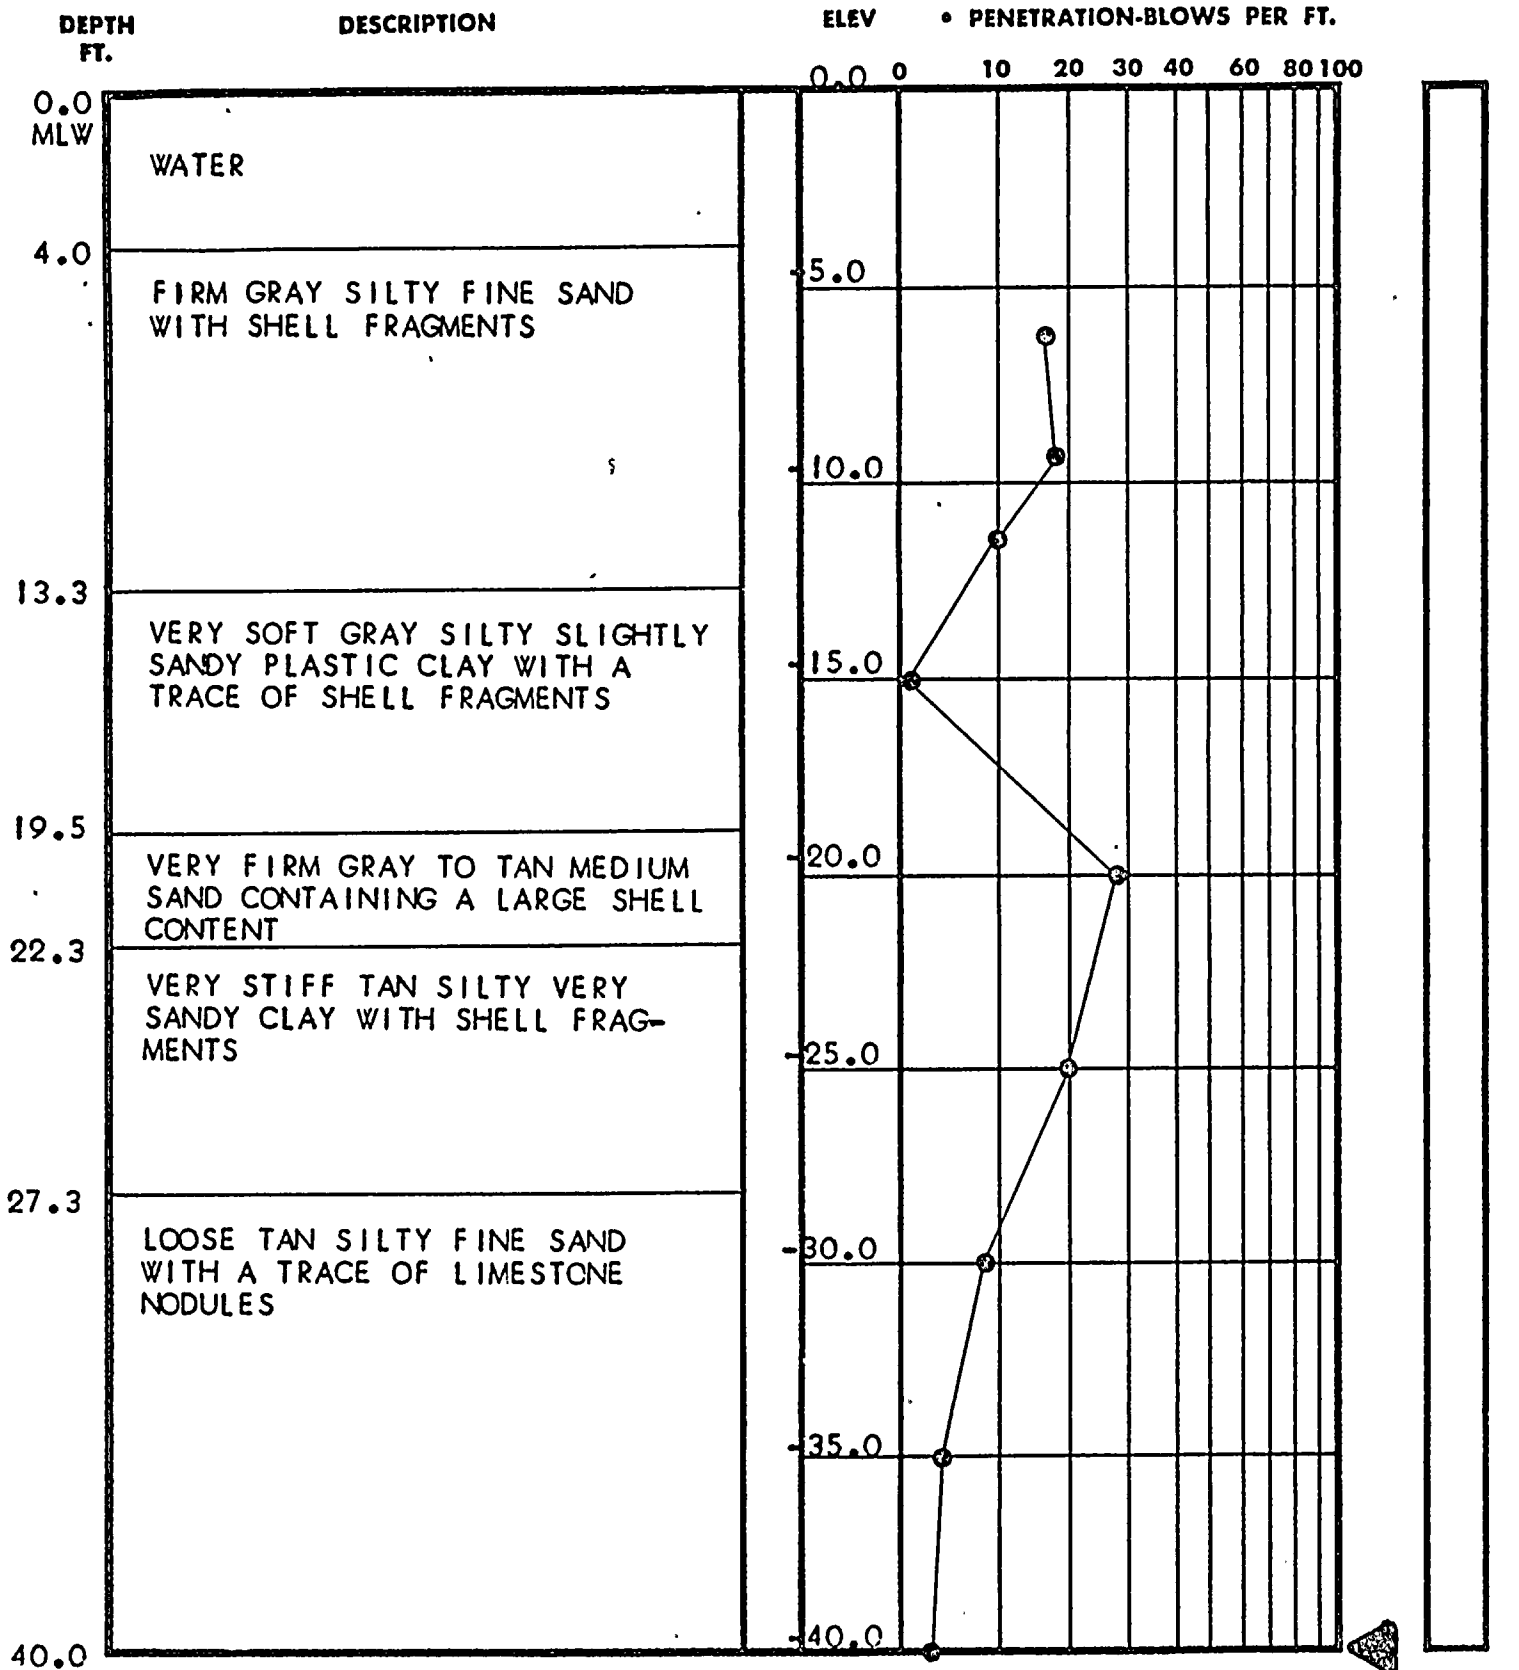 DEPTH FT.
DESCRIPTION
ELEV
• PENETRATION-BLOWS PER FT.
0.0 0 10 20 30 40 60 80 100
0.0
MLW
WATER
4.0
FIRM GRAY SILTY FINE SAND
WITH SHELL FRAGMENTS
13.3
VERY SOFT GRAY SILTY SLIGHTLY
SANDY PLASTIC CLAY WITH A
TRACE OF SHELL FRAGMENTS
19.5
VERY FIRM GRAY TO TAN MEDIUM
SAND CONTAINING A LARGE SHELL
CONTENT
22.3
VERY STIFF TAN SILTY VERY
SANDY CLAY WITH SHELL FRAG-
MENTS
27.3
LOOSE TAN SILTY FINE SAND
WITH A TRACE OF LIMESTONE
NODULES
40.0
-5.0
-10.0
-15.0
-20.0
-25.0
-30.0
-35.0
-40.0